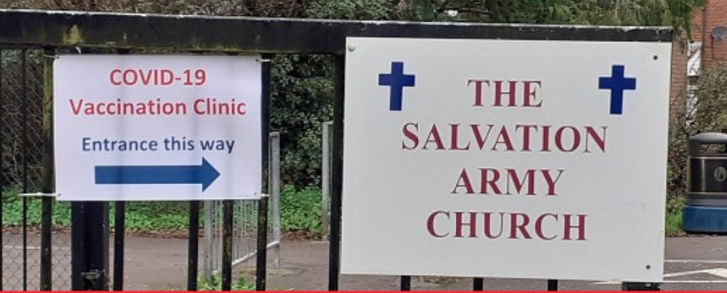 COVID-19
Vaccination Clinic
Entrance this way
THE
SALVATION
ARMY
CHURCH